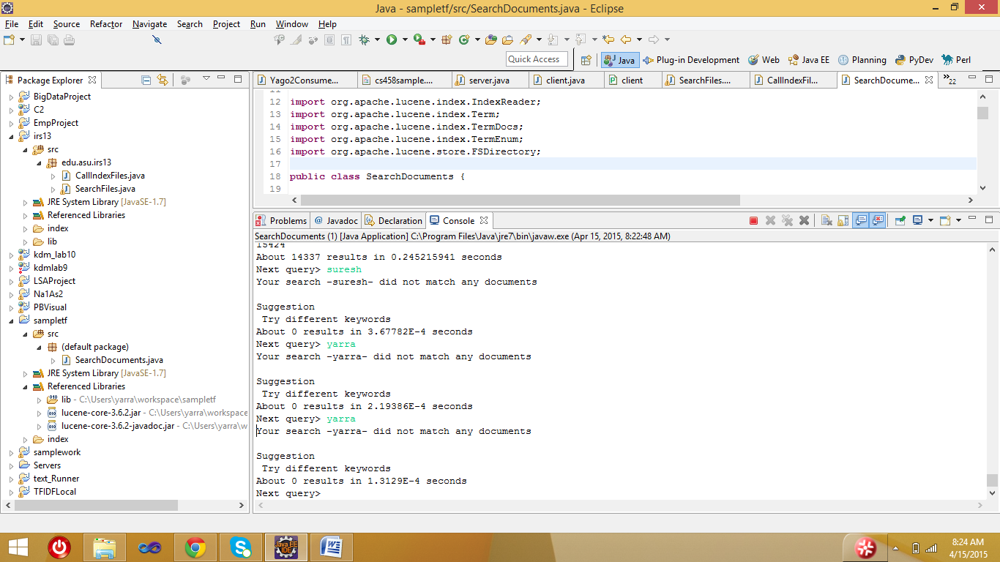 Java - sampletf/src/SearchDocuments.java - Eclipse
File Edit Source Refactor Navigate Search Project Run Window Help
Quick Access
Java Plug-in Development Web Java EE Planning PyDev Perl
Package Explorer
BigDataProject
C2
EmpProject
irs13
src
edu.asu.irs13
CallIndexFiles.java
SearchFiles.java
JRE System Library [JavaSE-1.7]
Referenced Libraries
index
lib
kdm_lab10
kdmlab9
LSAProject
Na1As2
PBVisual
sampletf
src
(default package)
SearchDocuments.java
JRE System Library [JavaSE-1.7]
Referenced Libraries
lib - C:\Users\yarra\workspace\sampletf
lucene-core-3.6.2.jar - C:\Users\yarra\workspace
lucene-core-3.6.2-javadoc.jar - C:\Users\yarra\w
index
samplework
Servers
text_Runner
TFIDFLocal
Yago2Consume... cs458sample.... server.java client.java client SearchFiles.... CallIndexFil... SearchDocume... »22
11
12 import org.apache.lucene.index.IndexReader;
13 import org.apache.lucene.index.Term;
14 import org.apache.lucene.index.TermDocs;
15 import org.apache.lucene.index.TermEnum;
16 import org.apache.lucene.store.FSDirectory;
17
18 public class SearchDocuments {
19
Problems @ Javadoc Declaration Console
SearchDocuments (1) [Java Application] C:\Program Files\Java\jre7\bin\javaw.exe (Apr 15, 2015, 8:22:48 AM)
15424
About 14337 results in 0.245215941 seconds
Next query> suresh
Your search -suresh- did not match any documents
Suggestion
Try different keywords
About 0 results in 3.67782E-4 seconds
Next query> yarra
Your search -yarra- did not match any documents
Suggestion
Try different keywords
About 0 results in 2.19386E-4 seconds
Next query> yarra
Your search -yarra- did not match any documents
Suggestion
Try different keywords
About 0 results in 1.3129E-4 seconds
Next query>
Java EE
IDE
8:24 AM
4/15/2015